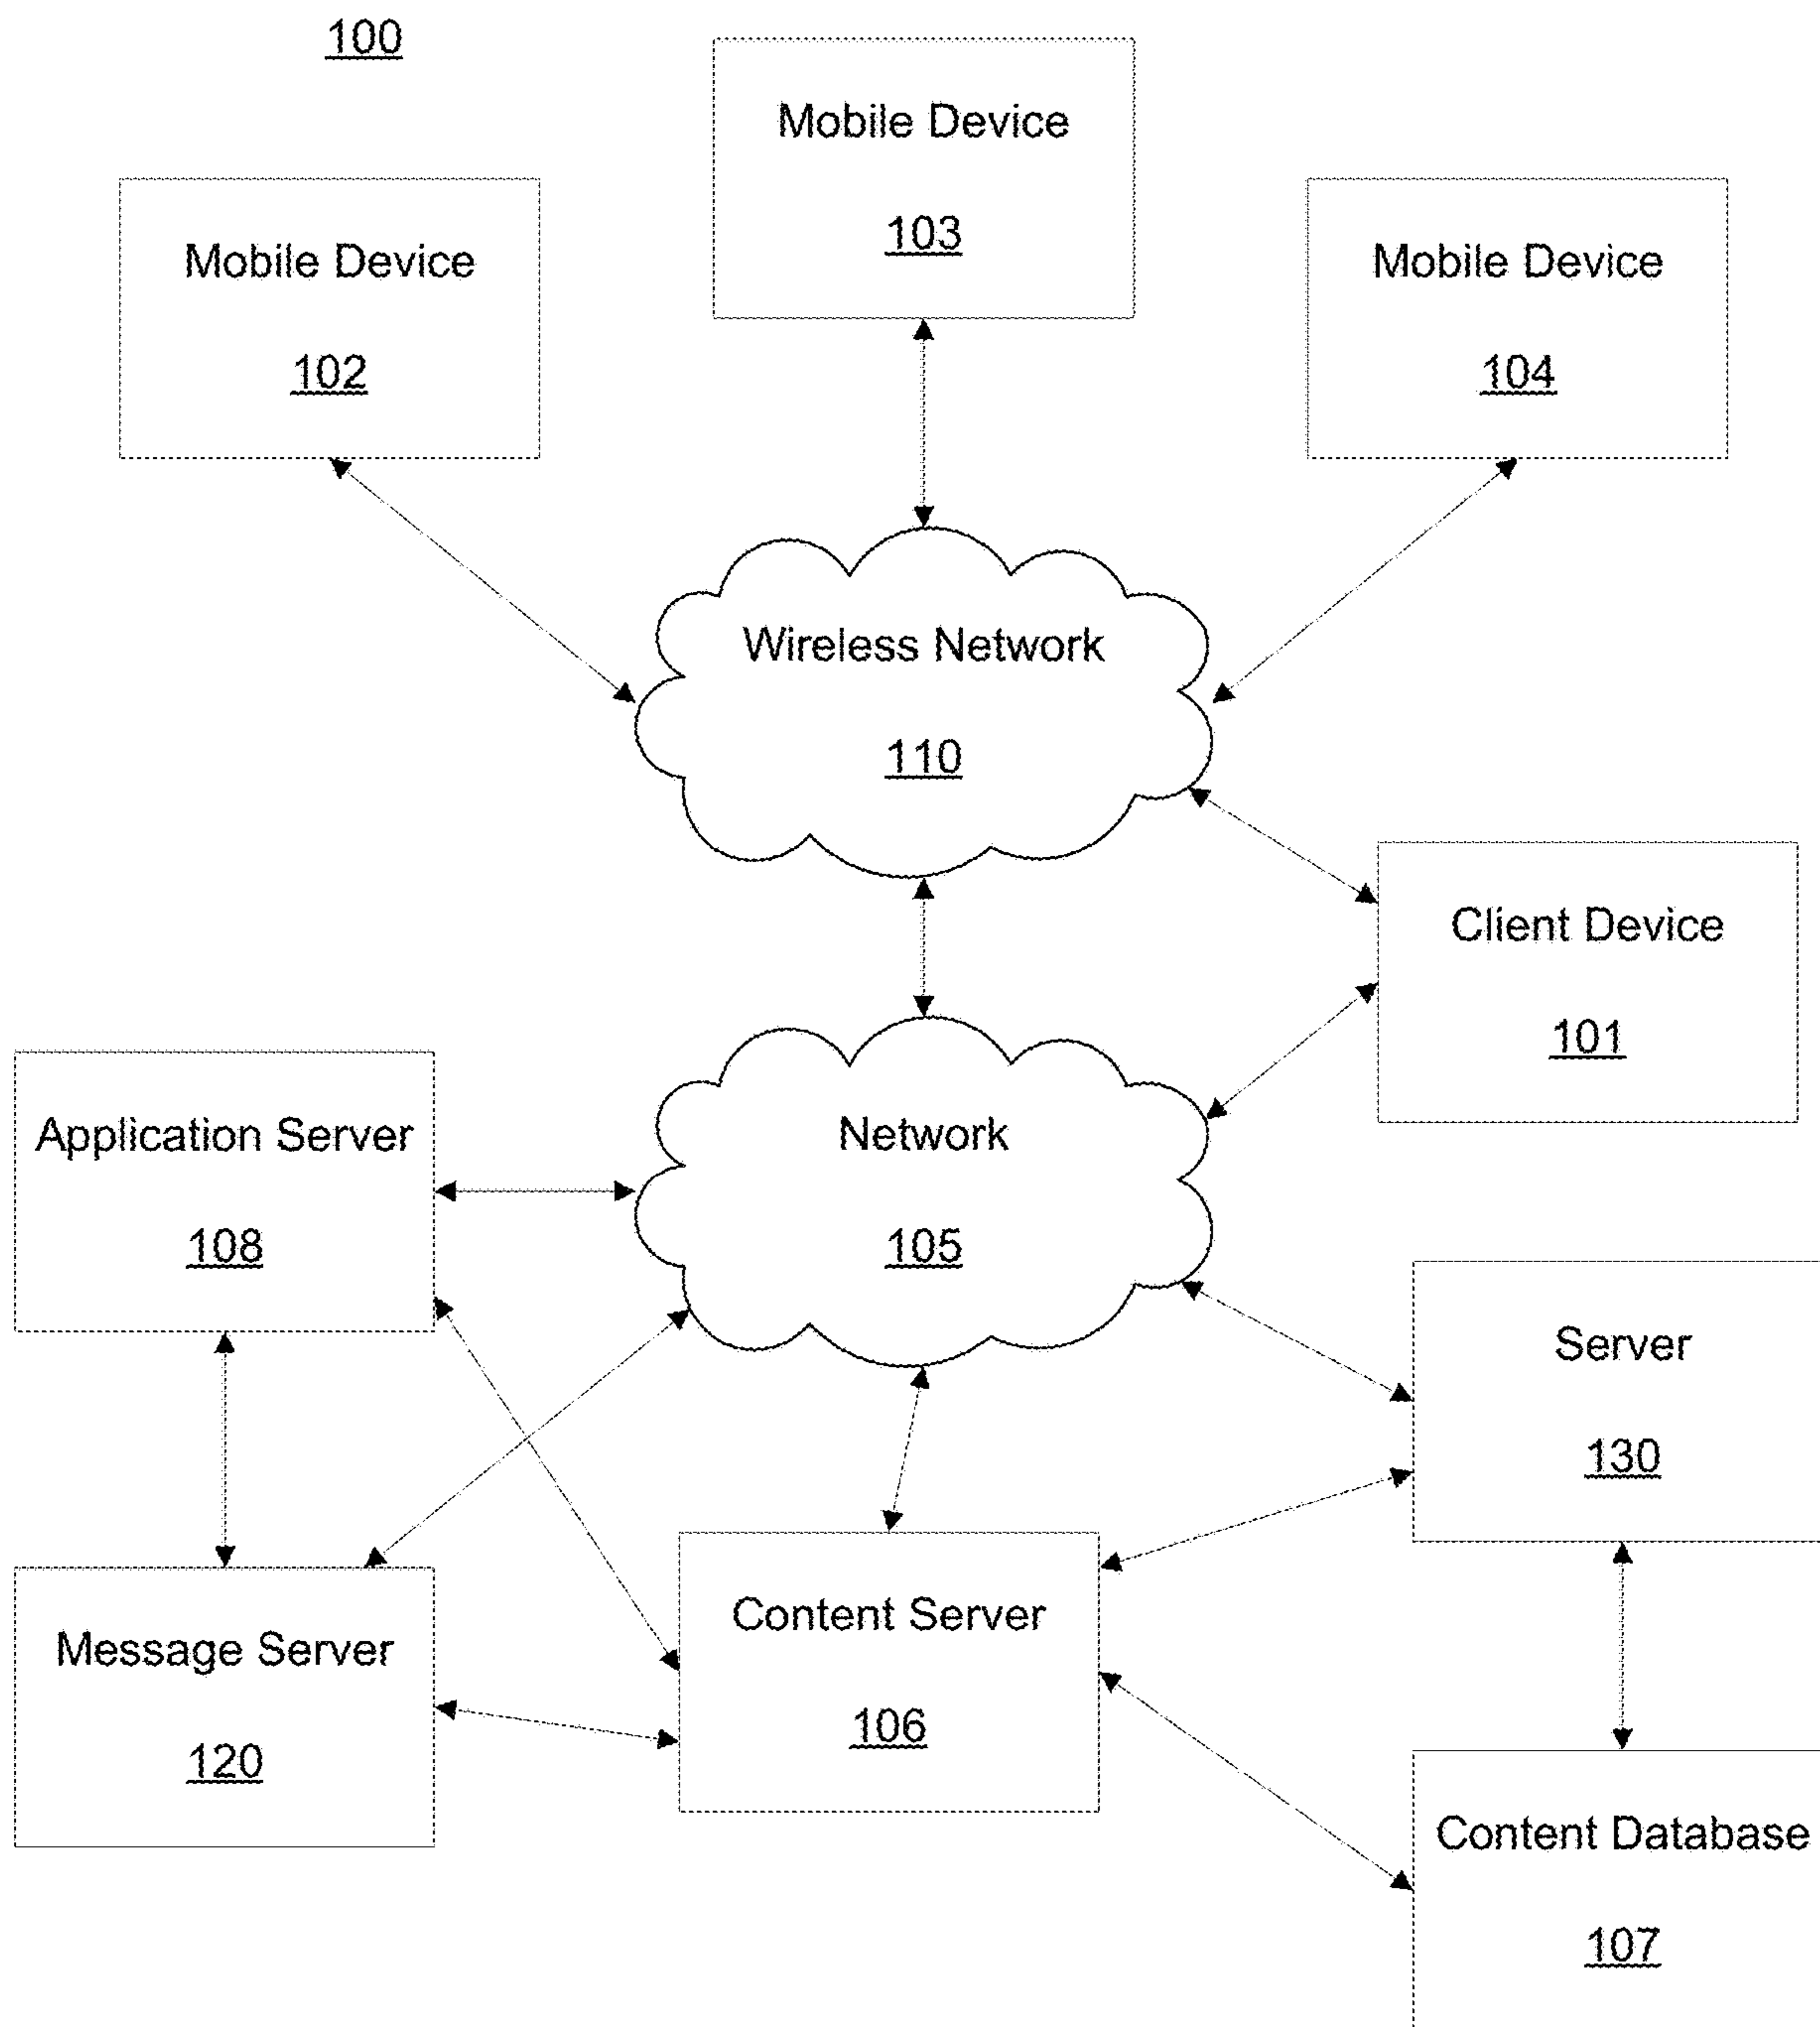 100
Mobile Device
103
Mobile Device
102
Mobile Device
104
Wireless Network
110
Client Device
101
Application Server
108
Network
105
Server
130
Message Server
120
Content Server
106
Content Database
107